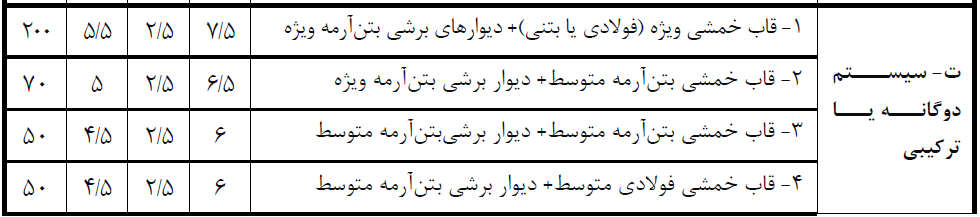 ت- سیستم
دوگانه یا
ترکیبی
۱- قاب خمشی ویژه (فولادی یا بتنی)+ دیوارهای برشی بتن‌آرمه ویژه ۷/۵ ۲/۵ ۵/۵ ۲۰۰
۲- قاب خمشی بتن‌آرمه متوسط+ دیوار برشی بتن‌آرمه ویژه ۶/۵ ۲/۵ ۵ ۷۰
۳- قاب خمشی بتن‌آرمه متوسط+ دیوار برشی‌بتن‌آرمه متوسط ۶ ۲/۵ ۴/۵ ۵۰
۴- قاب خمشی فولادی متوسط+ دیوار برشی بتن‌آرمه متوسط ۶ ۲/۵ ۴/۵ ۵۰